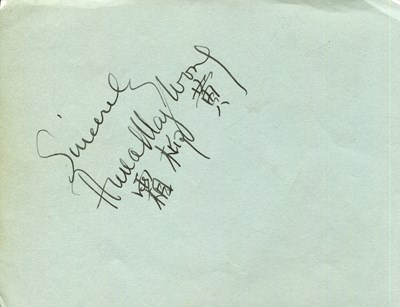 Sincerely
Anna May Wong
黃柳霜